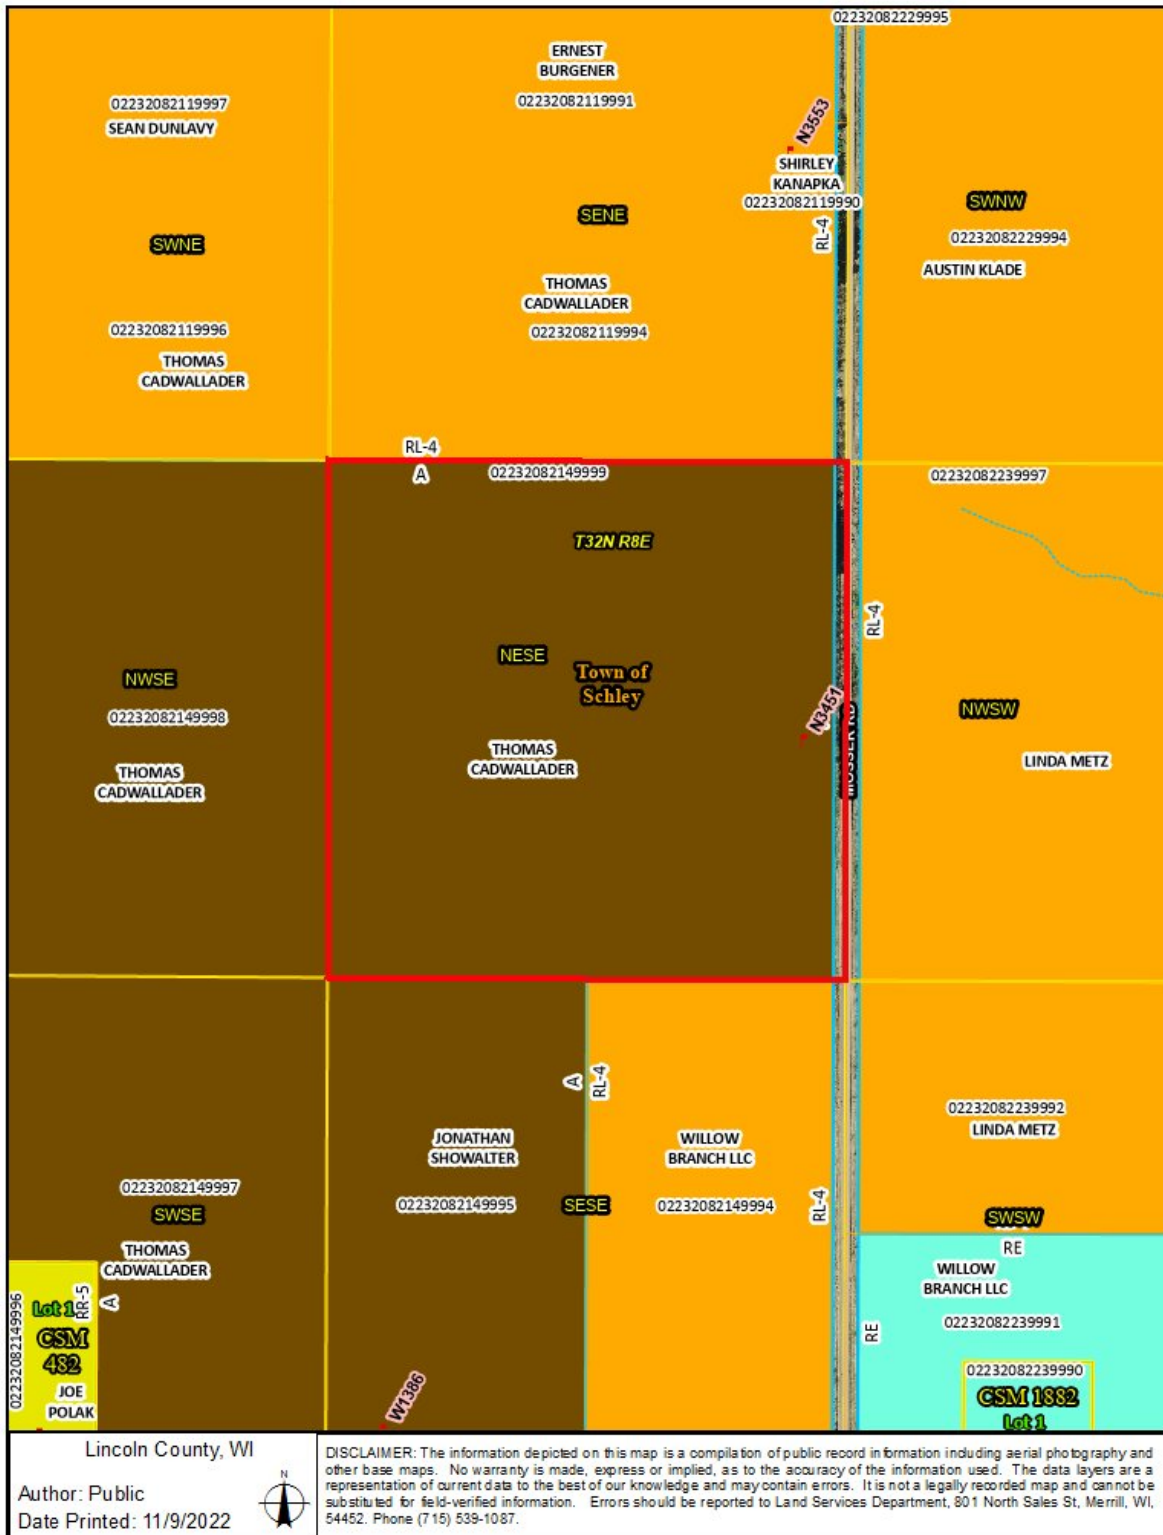 02232082229995
ERNEST
BURGENER
02232082119991
02232082119997
SEAN DUNLAVY
N3553
SHIRLEY
KANAPKA
02232082119990
SENE
SWNW
RL-4
02232082229994
AUSTIN KLADE
SWNE
THOMAS
CADWALLADER
02232082119994
02232082119996
THOMAS
CADWALLADER
RL-4
A
02232082149999
02232082239997
T32N R8E
RL-4
NESE
Town of
Schley
NWSE
02232082149998
N3451
NWSW
MUSSER RD
THOMAS
CADWALLADER
LINDA METZ
THOMAS
CADWALLADER
A
RL-4
02232082239992
LINDA METZ
JONATHAN
SHOWALTER
WILLOW
BRANCH LLC
02232082149997
SWSE
02232082149995
SESE
02232082149994
RL-4
SWSW
RE
THOMAS
CADWALLADER
WILLOW
BRANCH LLC
02232082149996
Lot 1
RR-5
A
CSM
482
JOE
POLAK
02232082239991
RE
02232082239990
CSM 1882
Lot 1
W1386
Lincoln County, WI
Author: Public
Date Printed: 11/9/2022
N
DISCLAIMER: The information depicted on this map is a compilation of public record information including aerial photography and
other base maps. No warranty is made, express or implied, as to the accuracy of the information used. The data layers are a
representation of current data to the best of our knowledge and may contain errors. It is not a legally recorded map and cannot be
substituted for field-verified information. Errors should be reported to Land Services Department, 801 North Sales St, Merrill, WI,
54452. Phone (715) 539-1087.